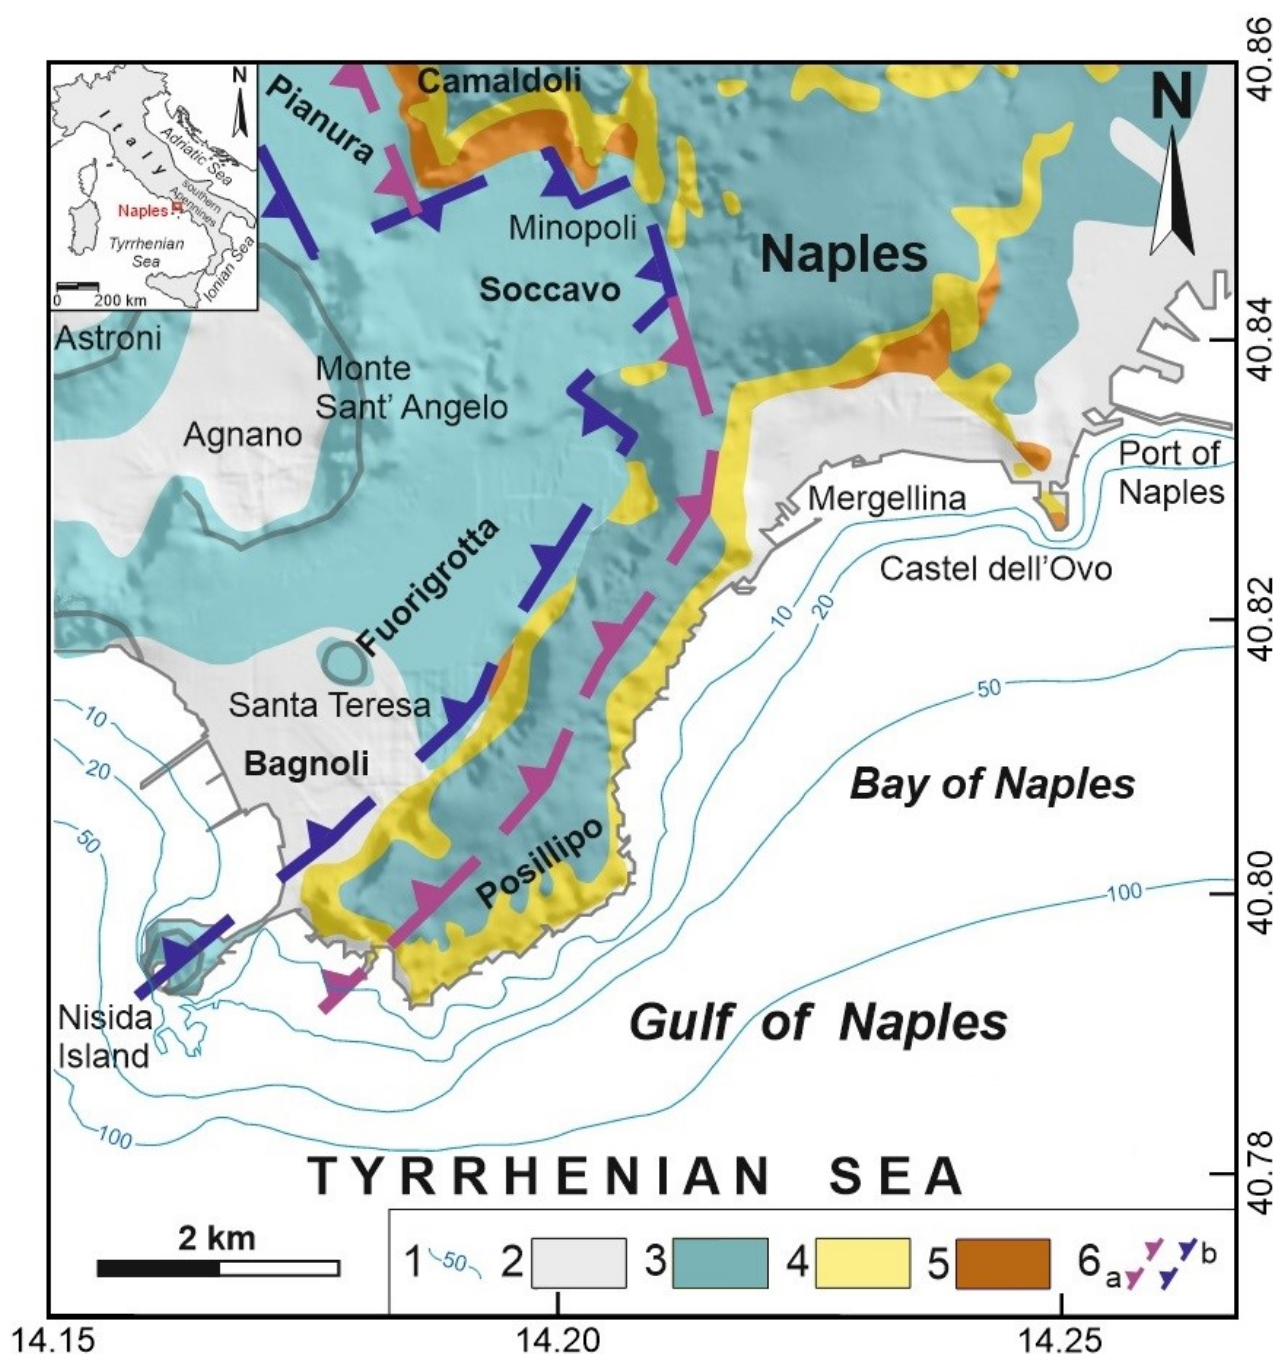 40.86
Camaldoli
Pianura
N
N
Italy
Adriatic Sea
southern
Apennines
Naples
Tyrrhenian
Sea
Ionian Sea
0 200 km
Minopoli
Naples
Soccavo
Astroni
40.84
Monte
Sant' Angelo
Agnano
Port of
Naples
Mergellina
Castel dell'Ovo
Fuorigrotta
10
20
40.82
50
Santa Teresa
10
20
Bagnoli
Bay of Naples
50
Posillipo
40.80
100
Nisida
Island
Gulf of Naples
100
TYRRHENIAN SEA
40.78
2 km
1 50 2 3 4 5 6 a b
14.15 14.20 14.25